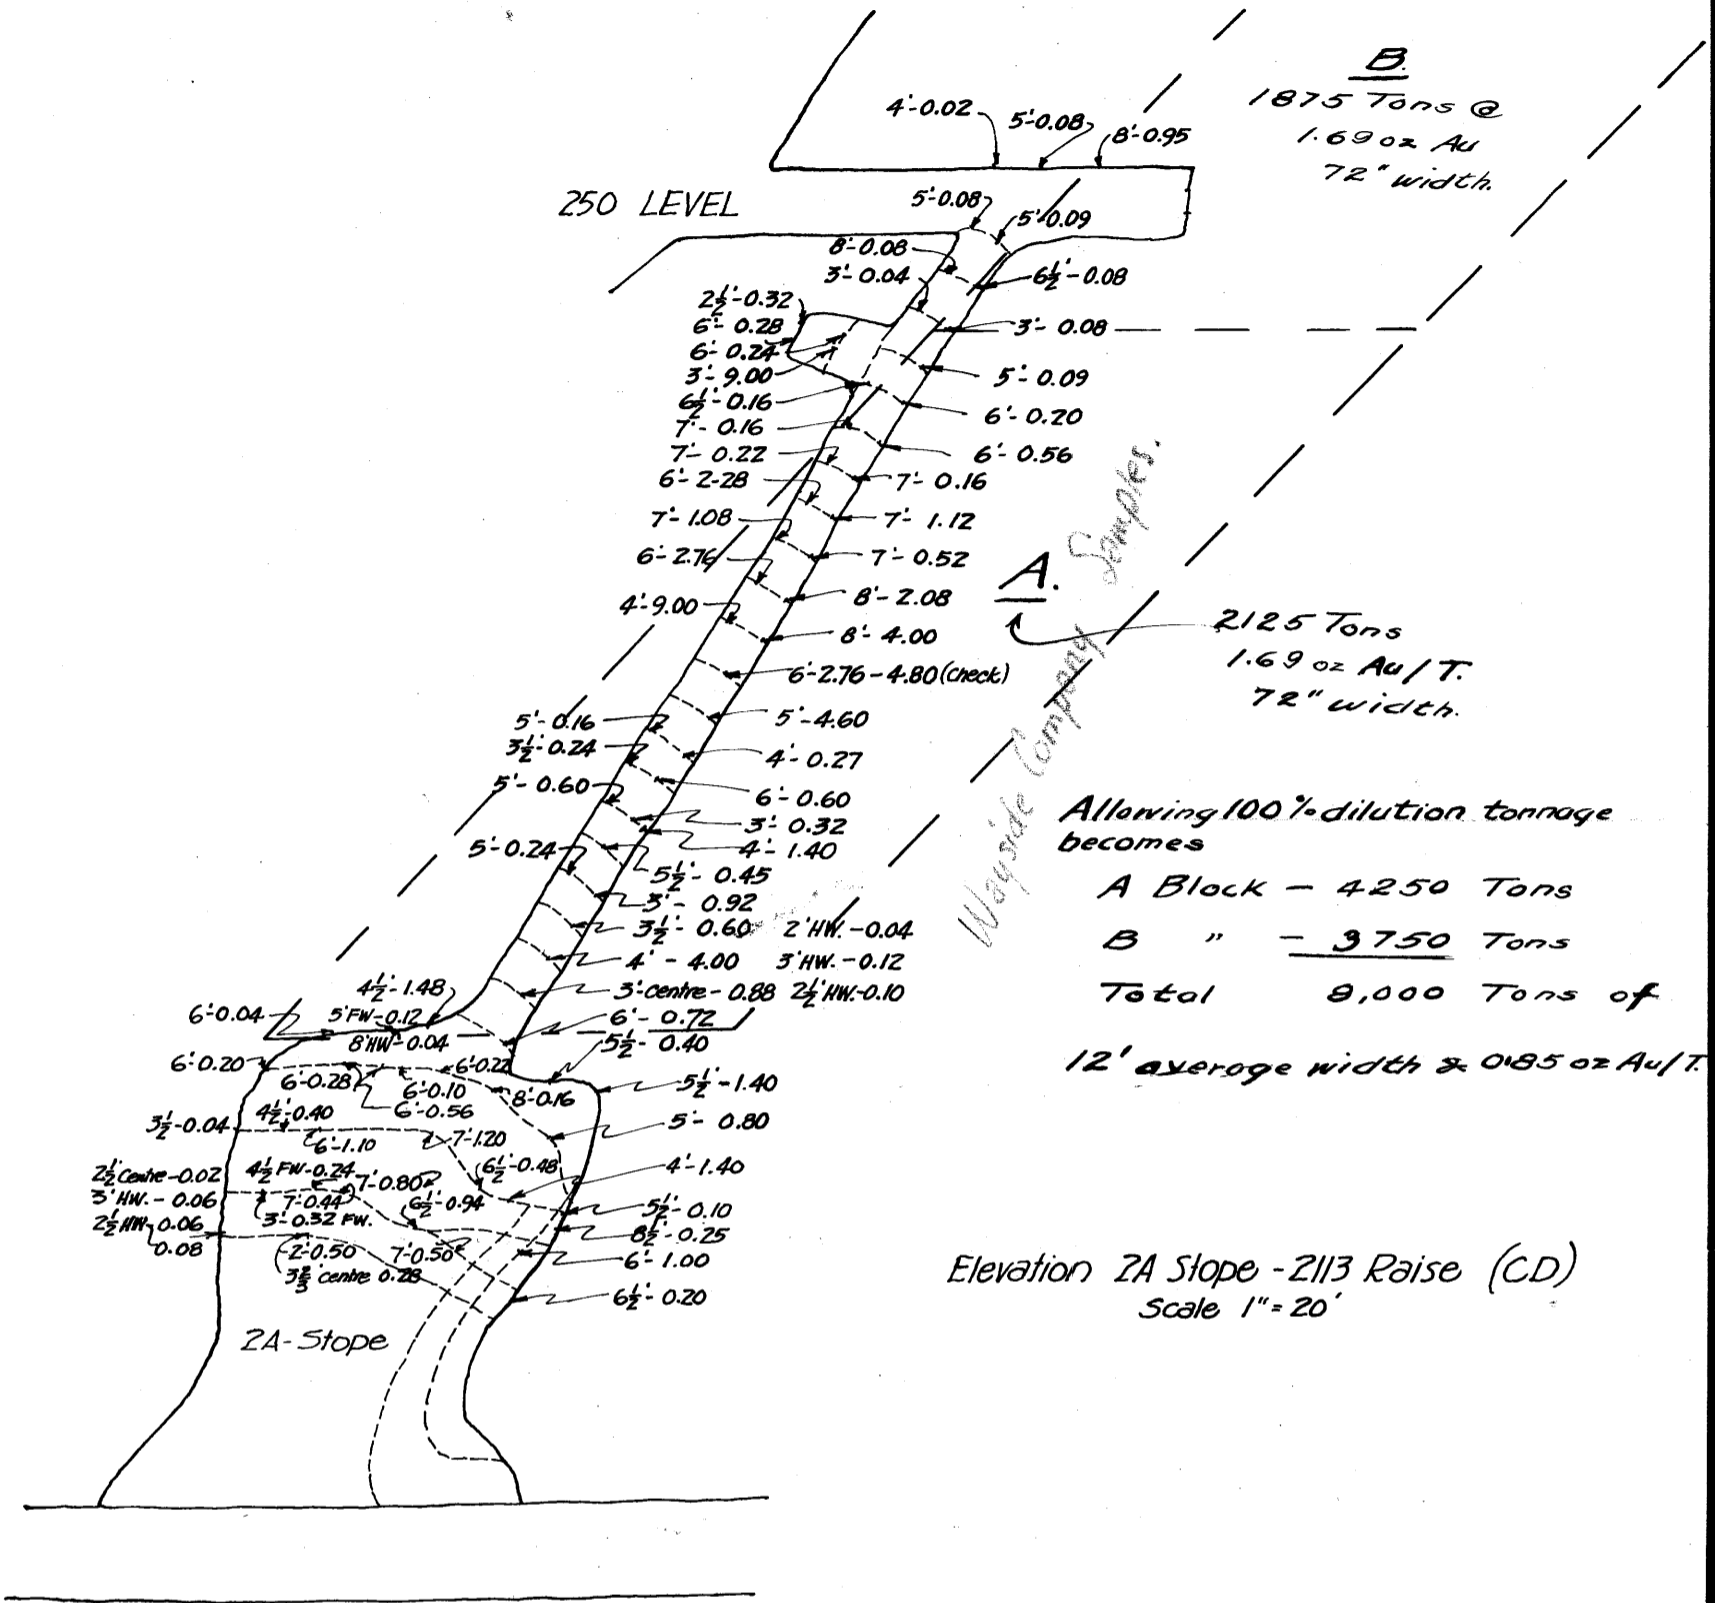 B.
1875 Tons @
1.69 oz Au
72" width.
4'-0.02
5'-0.08
8'-0.95
250 LEVEL
5'-0.08
5'-0.09
8'-0.08
3'-0.04
6½'-0.08
2½'-0.32
6'-0.28
6'-0.24
3'-9.00
6½'-0.16
7'-0.16
7'-0.22
6'-2.28
7'-1.08
6'-2.76
4'-9.00
3'-0.08
5'-0.09
6'-0.20
6'-0.56
7'-0.16
7'-1.12
7'-0.52
8'-2.08
8'-4.00
6'-2.76-4.80 (check)
5'-4.60
4'-0.27
6'-0.60
3'-0.32
4'-1.40
5½'-0.45
3'-0.92
3½'-0.60 2'HW.-0.04
4'-4.00 3'HW.-0.12
3'centre-0.88 2½'HW.-0.10
6'-0.72
5½'-0.40
5'-0.16
3½'-0.24
5'-0.60
5'-0.24
4½'-1.48
6'-0.04
5'FW-0.12
8'HW-0.04
6'-0.20
6'-0.28
6'-0.10
6'-0.22
6'-0.56
8'-0.16
5½'-1.40
5'-0.80
4'-1.40
5½'-0.10
8½'-0.25
6'-1.00
6½'-0.20
3½'-0.04
4½'-0.40
6'-1.10
7'-1.20
6½'-0.48
2½'Centre-0.02
3'HW.-0.06
2½'HW-0.06
0.08
4½'FW-0.24
7'-0.80
7'-0.44
3'-0.32 FW.
6½'-0.94
2'-0.50
7'-0.50
3⅔'centre 0.28
2A-Stope
Wayside Company Samples.
A.
2125 Tons
1.69 oz Au/T.
72" width.
Allowing 100% dilution tonnage
becomes
A Block - 4250 Tons
B " - 3750 Tons
Total 8,000 Tons of
12' average width & 0.85 oz Au/T.
Elevation 2A Stope - 2113 Raise (CD)
Scale 1"=20'